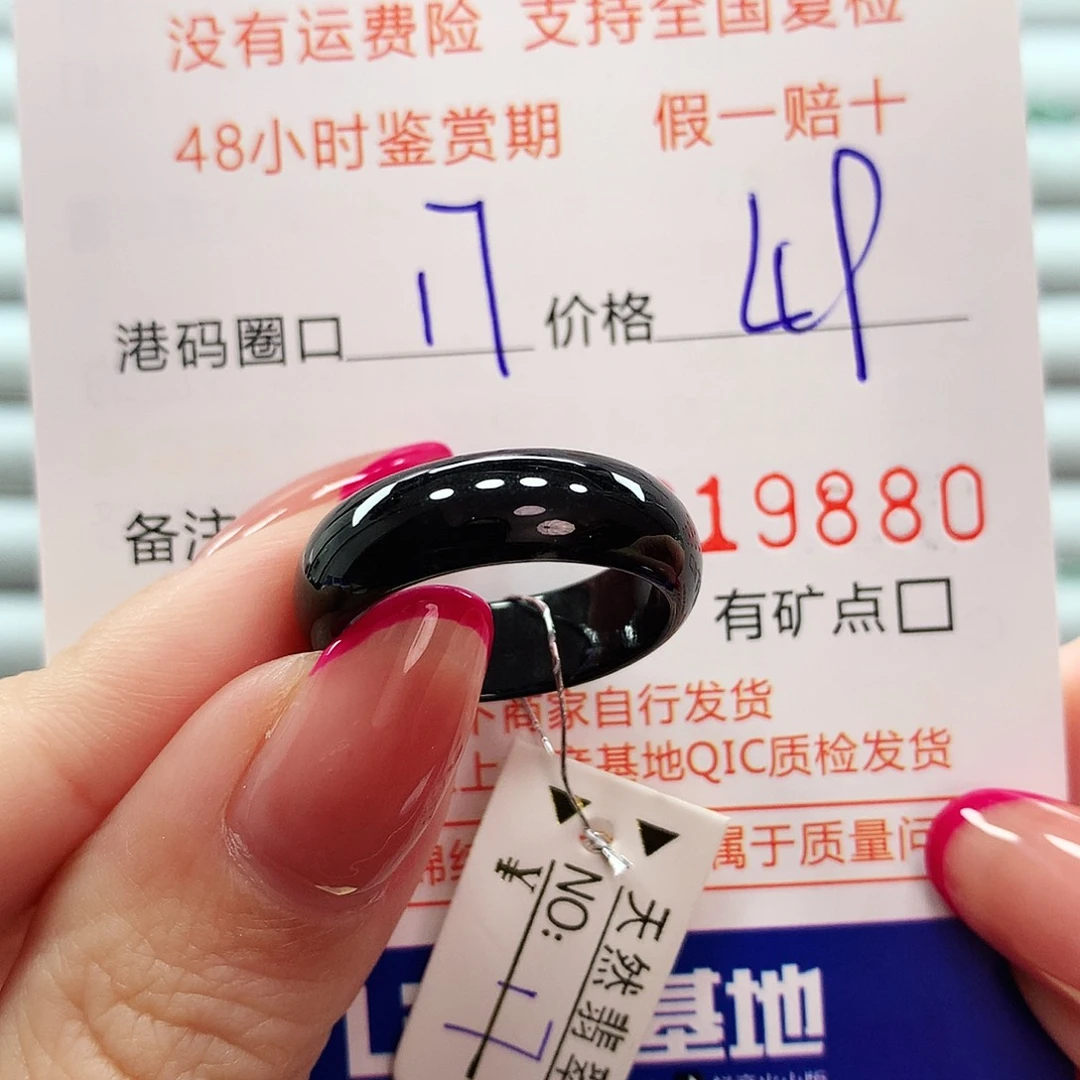 没有运费险 支持全国复检
48小时鉴赏期 假一赔十
港码圈口 17 价格 49
备注 19880
有矿点□
商家自行发货
基地QIC质检发货
属于质量问
基地
天然翡翠
NO: 17
¥